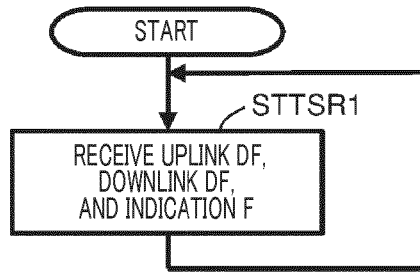 START
STTSR1
RECEIVE UPLINK DF,
DOWNLINK DF,
AND INDICATION F